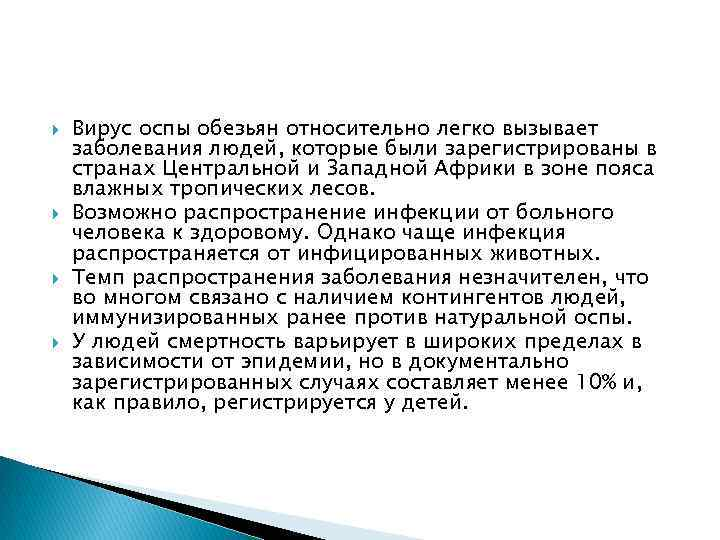 Вирус оспы обезьян относительно легко вызывает
заболевания людей, которые были зарегистрированы в
странах Центральной и Западной Африки в зоне пояса
влажных тропических лесов.
Возможно распространение инфекции от больного
человека к здоровому. Однако чаще инфекция
распространяется от инфицированных животных.
Темп распространения заболевания незначителен, что
во многом связано с наличием контингентов людей,
иммунизированных ранее против натуральной оспы.
У людей смертность варьирует в широких пределах в
зависимости от эпидемии, но в документально
зарегистрированных случаях составляет менее 10% и,
как правило, регистрируется у детей.